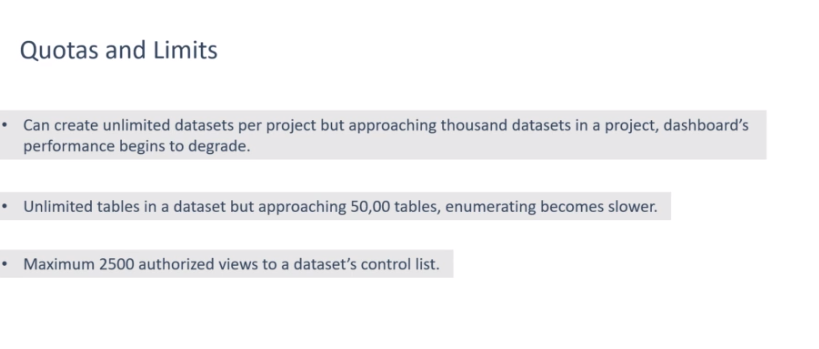 Quotas and Limits
• Can create unlimited datasets per project but approaching thousand datasets in a project, dashboard's
performance begins to degrade.
• Unlimited tables in a dataset but approaching 50,00 tables, enumerating becomes slower.
• Maximum 2500 authorized views to a dataset's control list.